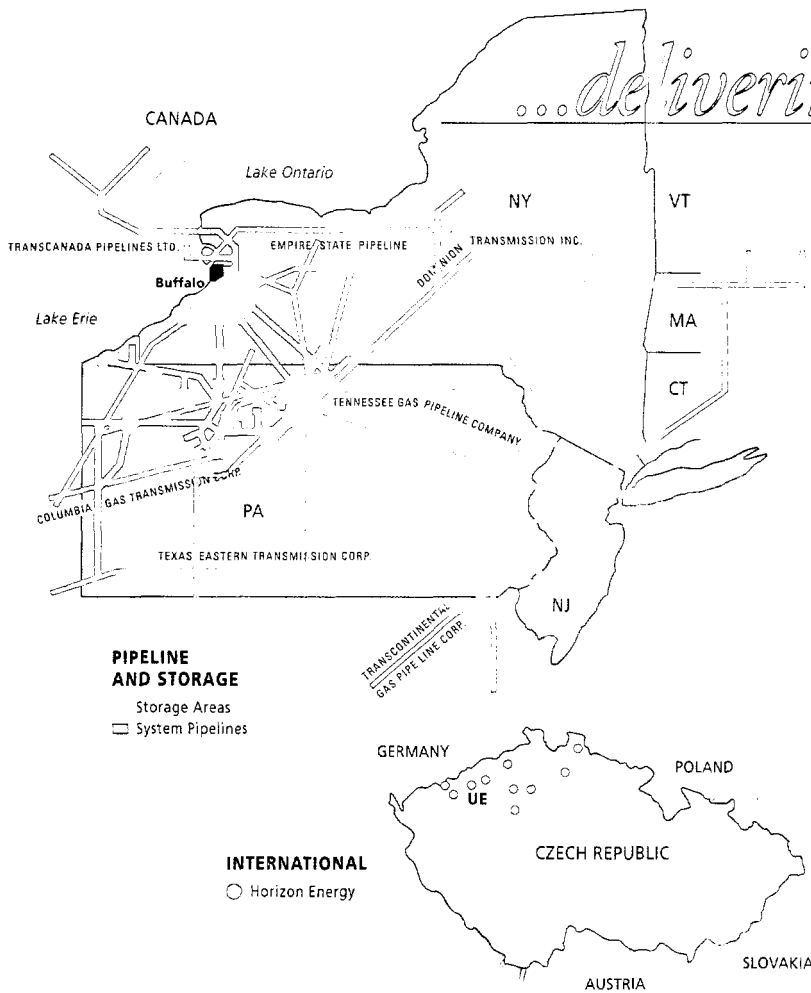 ...deliveri
CANADA
Lake Ontario
NY
VT
TRANSCANADA PIPELINES LTD.
EMPIRE STATE PIPELINE
DOMINION TRANSMISSION INC.
Buffalo
Lake Erie
MA
CT
TENNESSEE GAS PIPELINE COMPANY
COLUMBIA GAS TRANSMISSION CORP.
PA
TEXAS EASTERN TRANSMISSION CORP.
NJ
TRANSCONTINENTAL
GAS PIPE LINE CORP.
PIPELINE
AND STORAGE
Storage Areas
System Pipelines
GERMANY
POLAND
UE
CZECH REPUBLIC
INTERNATIONAL
Horizon Energy
SLOVAKIA
AUSTRIA